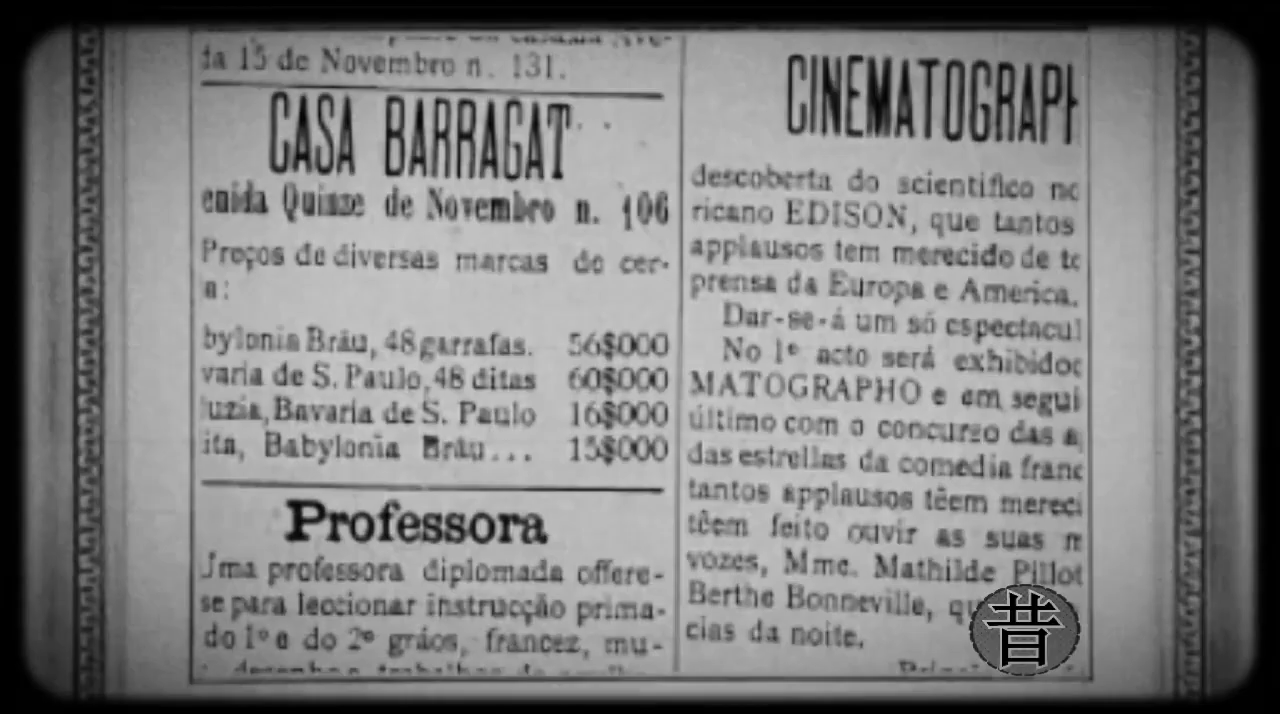 da 15 de Novembro n. 131.
CASA BARRAGAT
enida Quinze de Novembro n. 106
Preços de diversas marcas de cer-
a:
bylonia Bräu, 48 garrafas. 56$000
varia de S. Paulo, 48 ditas 60$000
uzia, Bavaria de S. Paulo 16$000
ita, Babylonia Bräu... 15$000
Professora
Uma professora diplomada offere-
se para leccionar instrucção prima-
do 1º e do 2º gráos, francez, mu-
CINEMATOGRAPH
descoberta do scientifico no
ricano EDISON, que tantos
applausos tem merecido de to
prensa da Europa e America.
Dar-se-á um só espectacul
No 1º acto será exhibido
MATOGRAPHO e em segui
último com o concurso das a
das estrellas da comedia franc
tantos applausos têem mereci
têem feito ouvir as suas m
vozes, Mme. Mathilde Pillot
Berthe Bonneville, qu
cias da noite.
昔